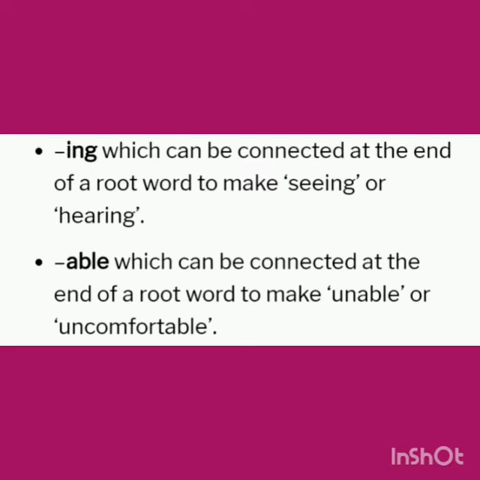 • –ing which can be connected at the end
of a root word to make ‘seeing’ or
‘hearing’.
• –able which can be connected at the
end of a root word to make ‘unable’ or
‘uncomfortable’.
InShOt